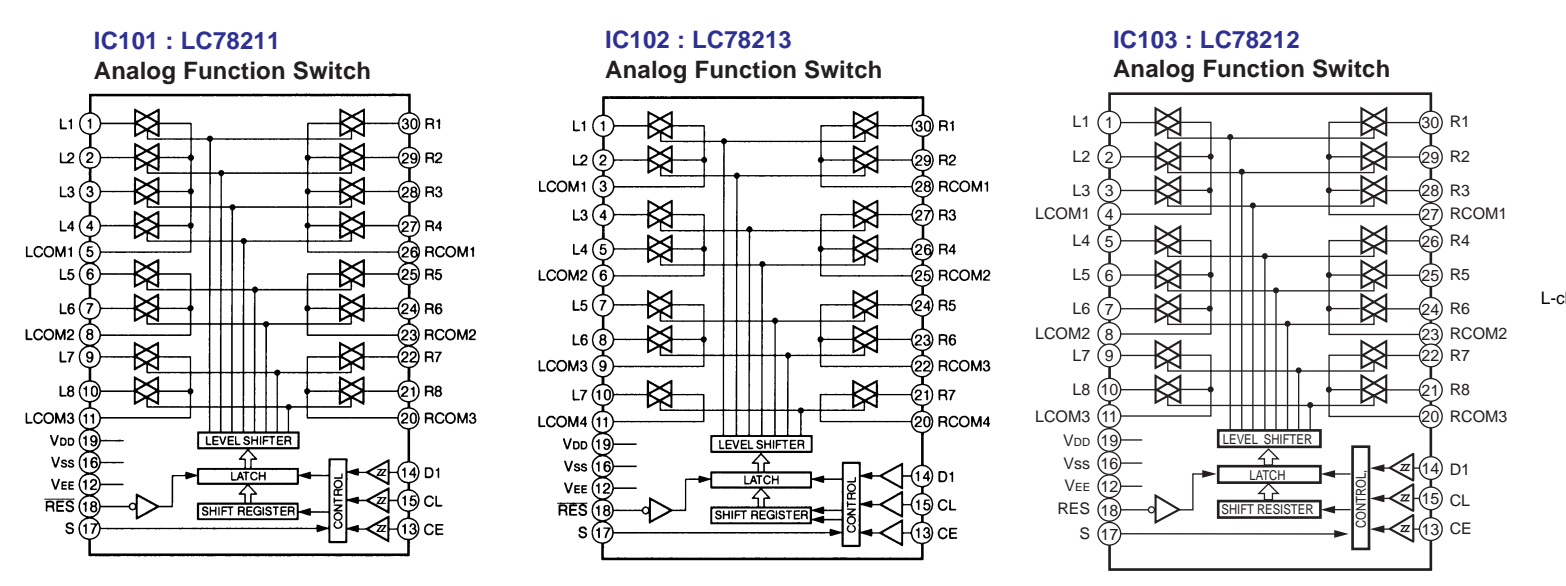 IC101 : LC78211
Analog Function Switch
L1 1 30 R1
L2 2 29 R2
L3 3 28 R3
L4 4 27 R4
LCOM1 5 26 RCOM1
L5 6 25 R5
L6 7 24 R6
LCOM2 8 23 RCOM2
L7 9 22 R7
L8 10 21 R8
LCOM3 11 20 RCOM3
VDD 19
LEVEL SHIFTER
VSS 16
LATCH
14 D1
VEE 12
RES 18
SHIFT REGISTER
CONTROL
15 CL
S 17
13 CE
IC102 : LC78213
Analog Function Switch
L1 1 30 R1
L2 2 29 R2
LCOM1 3 28 RCOM1
L3 4 27 R3
L4 5 26 R4
LCOM2 6 25 RCOM2
L5 7 24 R5
L6 8 23 R6
LCOM3 9 22 RCOM3
L7 10 21 R7
LCOM4 11 20 RCOM4
VDD 19
LEVEL SHIFTER
Vss 16
LATCH
14 D1
VEE 12
RES 18
SHIFT REGISTER
CONTROL
15 CL
S 17
13 CE
IC103 : LC78212
Analog Function Switch
L1 1 30 R1
L2 2 29 R2
L3 3 28 R3
LCOM1 4 27 RCOM1
L4 5 26 R4
L5 6 25 R5
L6 7 24 R6
LCOM2 8 23 RCOM2
L7 9 22 R7
L8 10 21 R8
LCOM3 11 20 RCOM3
VDD 19
LEVEL SHIFTER
Vss 16
LATCH
14 D1
VEE 12
RES 18
SHIFT RESISTER
CONTROL,
15 CL
S 17
13 CE